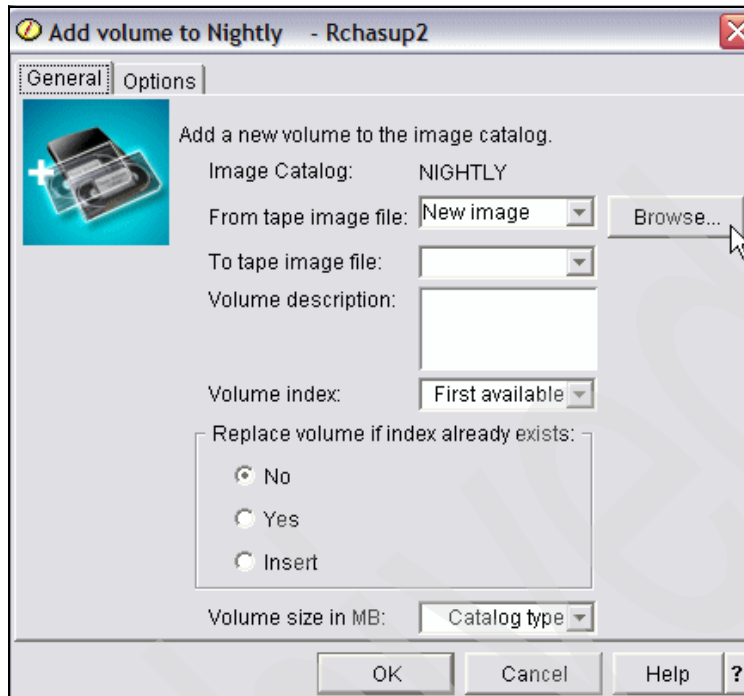 Add volume to Nightly - Rchasup2
General Options
Add a new volume to the image catalog.
Image Catalog: NIGHTLY
From tape image file: New image Browse...
To tape image file:
Volume description:
Volume index: First available
Replace volume if index already exists:
No
Yes
Insert
Volume size in MB: Catalog type
OK Cancel Help ?